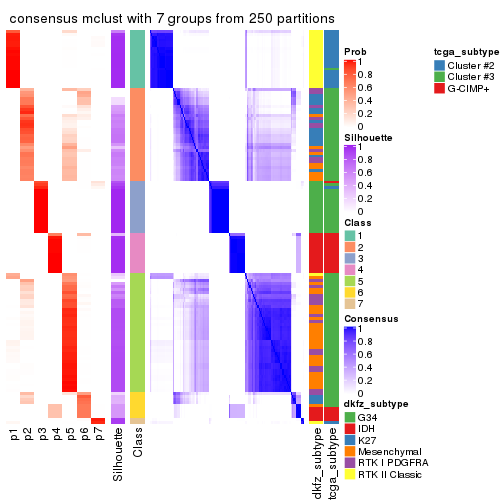 consensus mclust with 7 groups from 250 partitions
Prob
1
0.8
0.6
0.4
0.2
0
Silhouette
1
0.8
0.6
0.4
0.2
0
Class
1
2
3
4
5
6
7
Consensus
1
0.8
0.6
0.4
0.2
0
dkfz_subtype
G34
IDH
K27
Mesenchymal
RTK I PDGFRA
RTK II Classic
tcga_subtype
Cluster #2
Cluster #3
G-CIMP+
p1
p2
p3
p4
p5
p6
p7
Silhouette
Class
dkfz_subtype
tcga_subtype